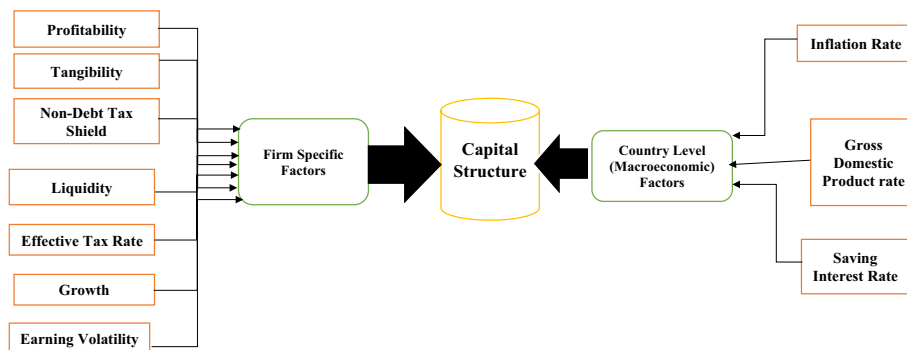 Profitability
Tangibility
Non-Debt Tax
Shield
Liquidity
Effective Tax Rate
Growth
Earning Volatility
Firm Specific
Factors
Capital
Structure
Country Level
(Macroeconomic)
Factors
Inflation Rate
Gross
Domestic
Product rate
Saving
Interest Rate